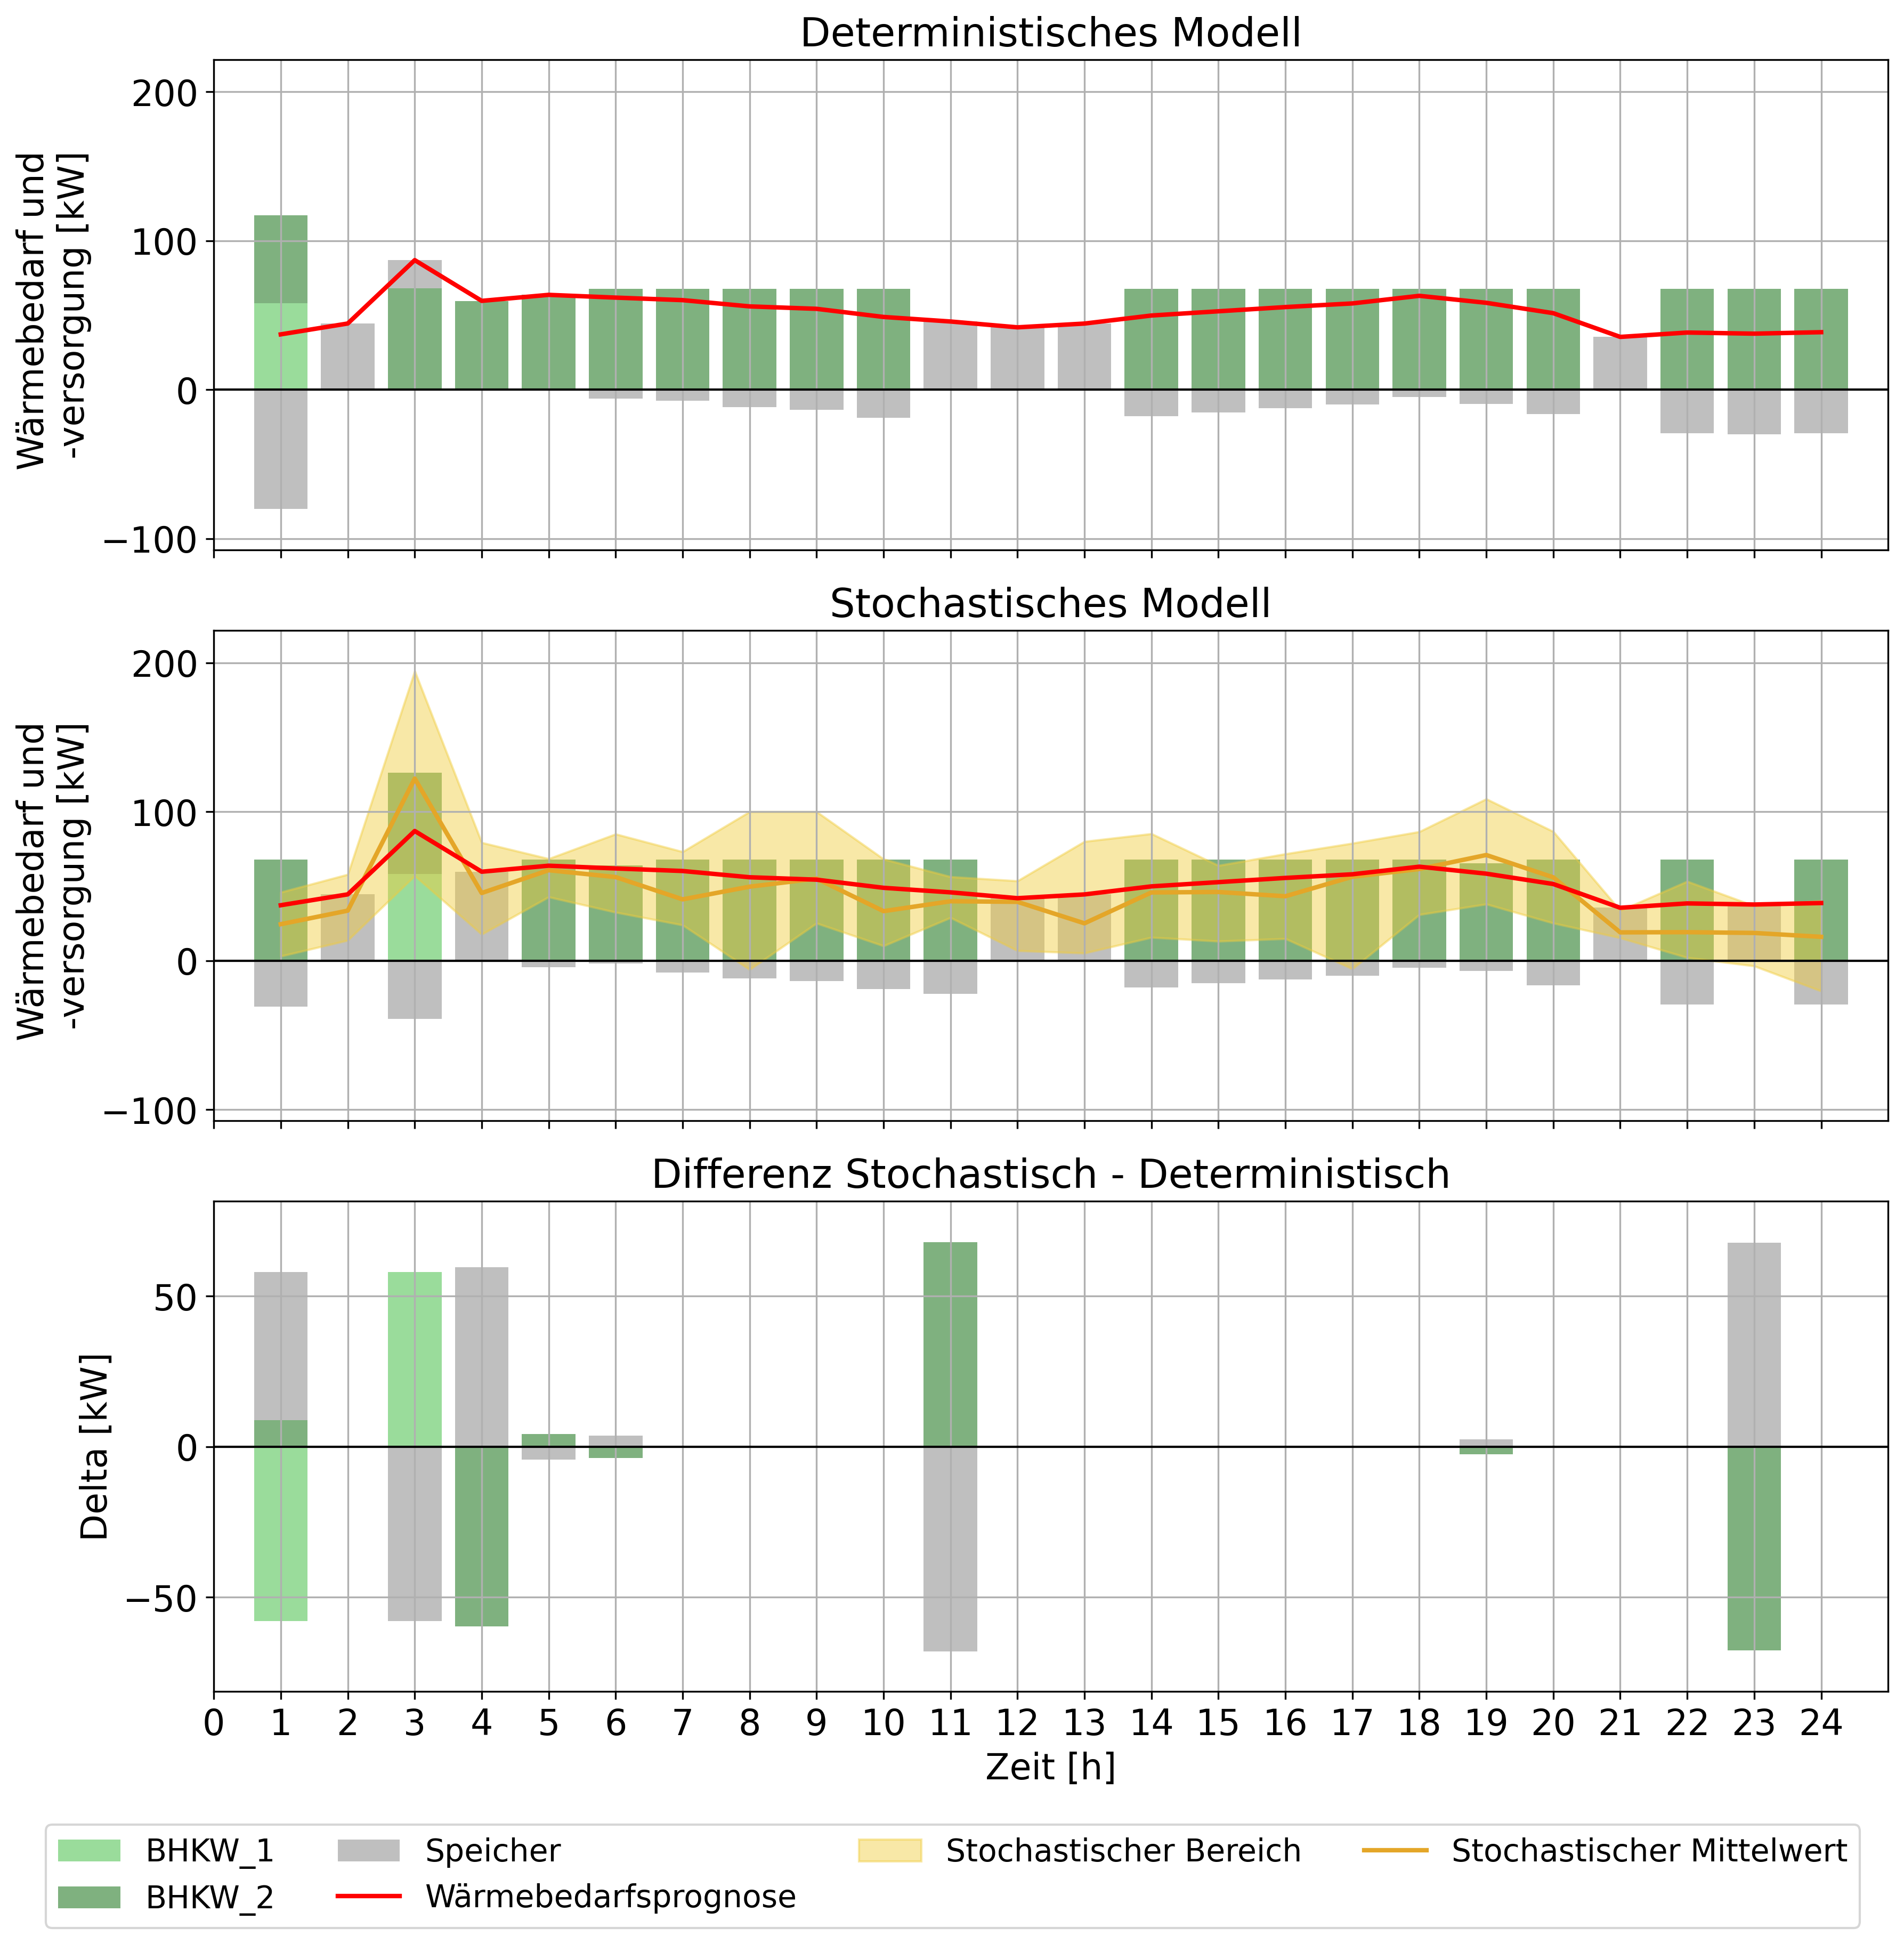 Deterministisches Modell
Wärmebedarf und
-versorgung [kW]
200
100
0
−100
Stochastisches Modell
Wärmebedarf und
-versorgung [kW]
200
100
0
−100
Differenz Stochastisch - Deterministisch
Delta [kW]
50
0
−50
0 1 2 3 4 5 6 7 8 9 10 11 12 13 14 15 16 17 18 19 20 21 22 23 24
Zeit [h]
BHKW_1
BHKW_2
Speicher
Wärmebedarfsprognose
Stochastischer Bereich
Stochastischer Mittelwert